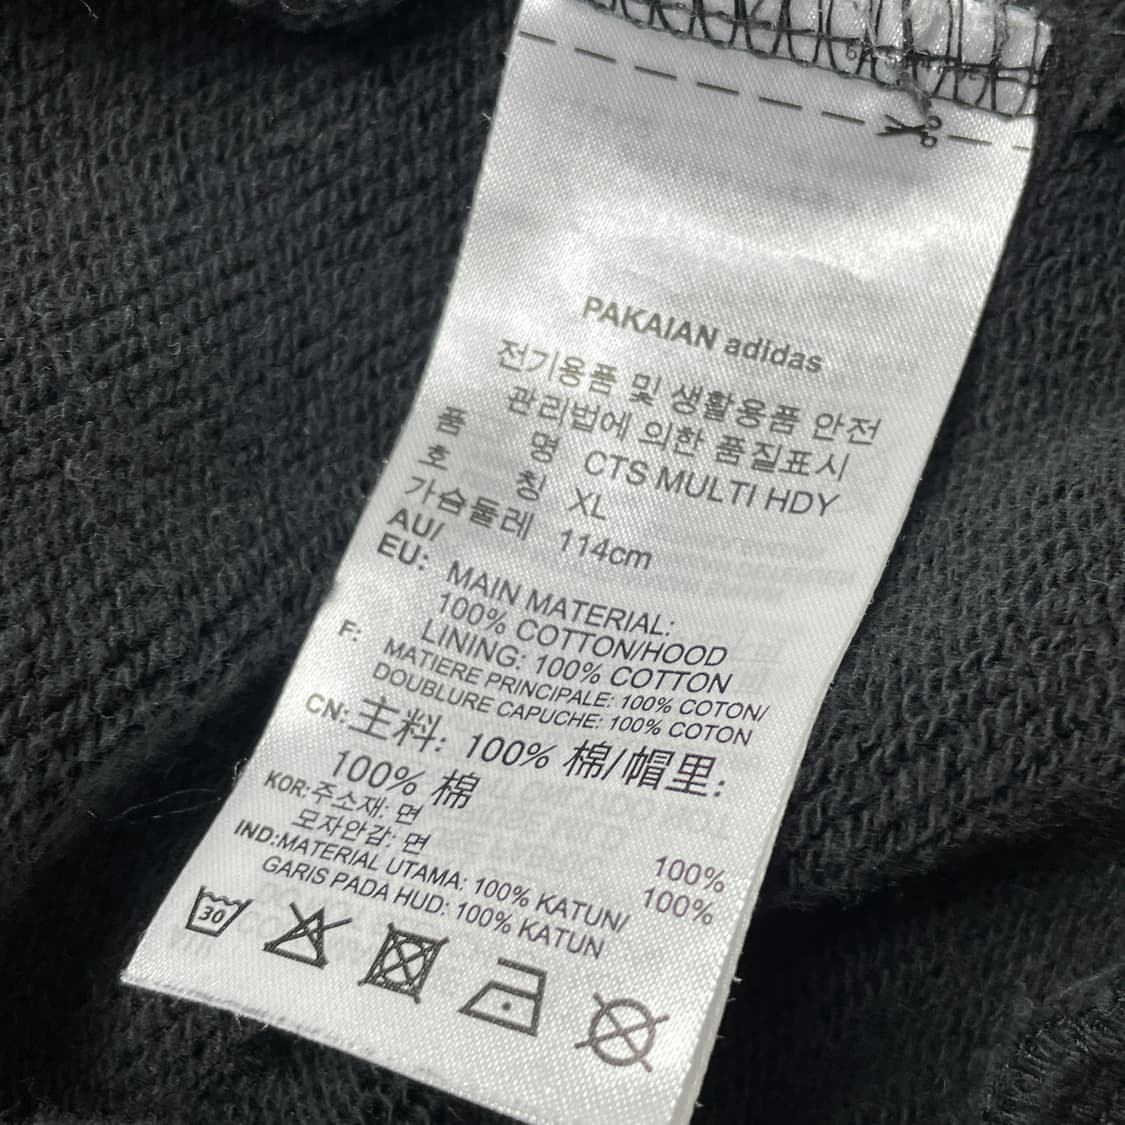 PAKAIAN adidas
전기용품 및 생활용품 안전
관리법에 의한 품질표시
품 명 CTS MULTI HDY
호 칭 XL
가슴둘레 114cm
AU/
EU: MAIN MATERIAL:
100% COTTON/HOOD
LINING: 100% COTTON
F: MATIERE PRINCIPALE: 100% COTON/
DOUBLURE CAPUCHE: 100% COTON
CN: 主料: 100% 棉/帽里:
100% 棉
KOR: 주소재: 면 100%
모자안감: 면 100%
IND: MATERIAL UTAMA: 100% KATUN/
GARIS PADA HUD: 100% KATUN
30